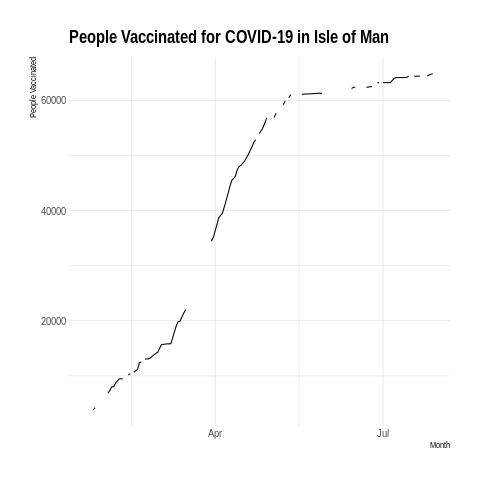 People Vaccinated for COVID-19 in Isle of Man
People Vaccinated
60000
40000
20000
Apr
Jul
Month